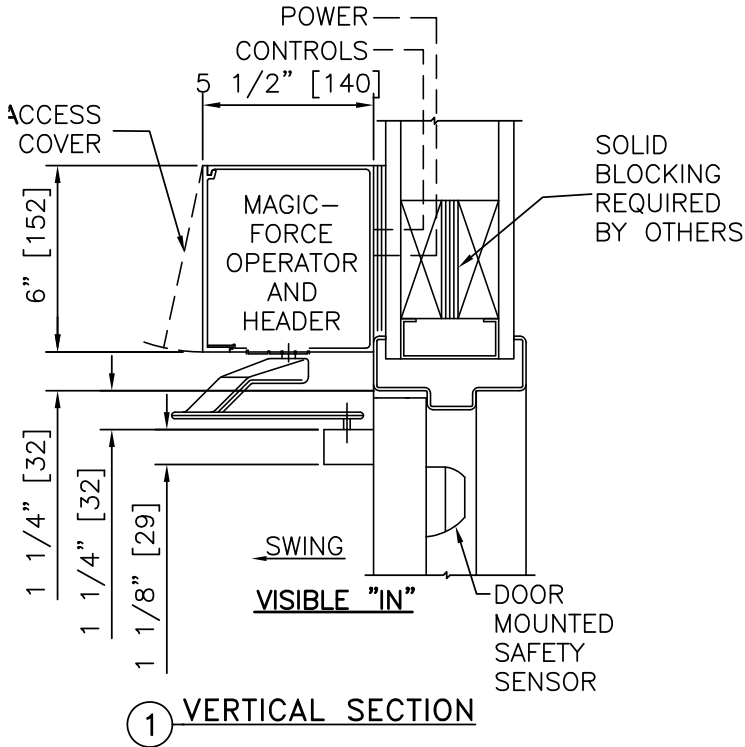 POWER
CONTROLS
5 1/2" [140]
ACCESS
COVER
SOLID
BLOCKING
REQUIRED
BY OTHERS
6" [152]
MAGIC-
FORCE
OPERATOR
AND
HEADER
1 1/4" [32]
1 1/4" [32]
1 1/8" [29]
SWING
VISIBLE "IN"
DOOR
MOUNTED
SAFETY
SENSOR
1 VERTICAL SECTION